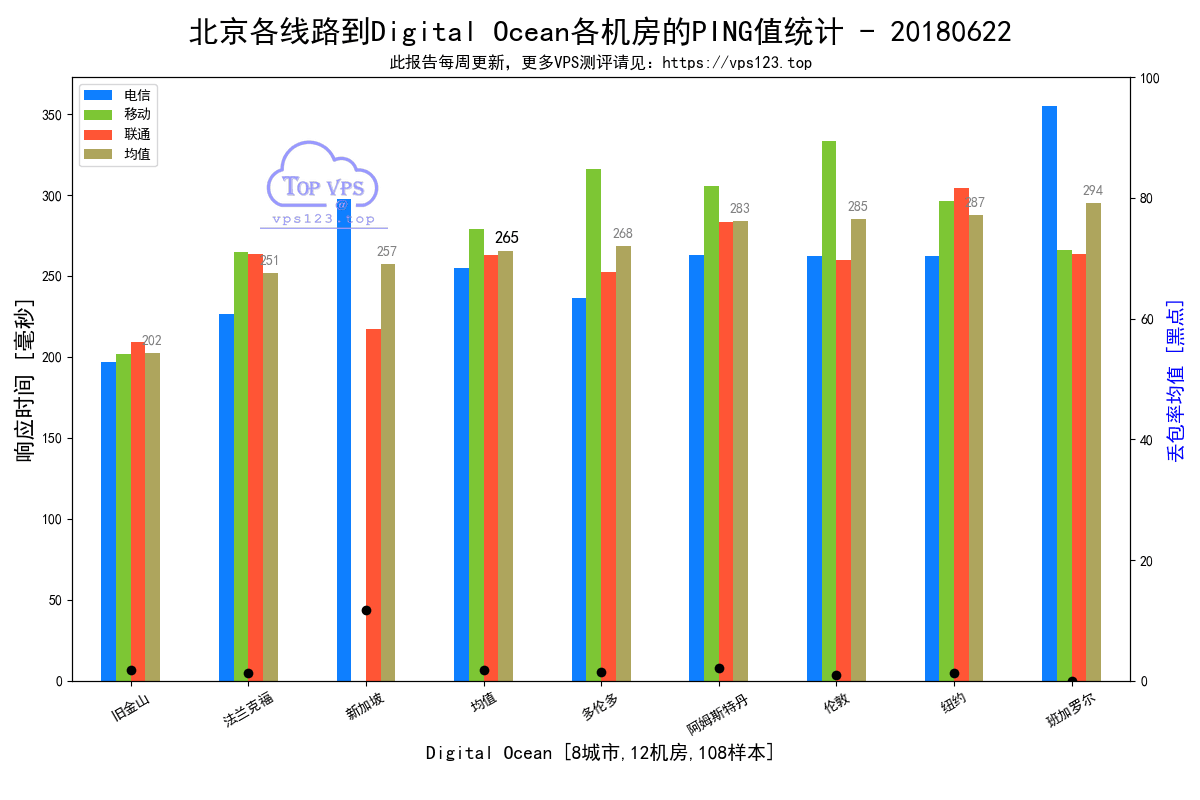 北京各线路到Digital Ocean各机房的PING值统计 - 20180622
此报告每周更新，更多VPS测评请见：https://vps123.top
电信
移动
联通
均值
TOP VPS
@
vps123.top
响应时间 [毫秒]
350
300
250
200
150
100
50
0
202
251
257
265
268
283
285
287
294
100
80
60
40
20
0
丢包率均值 [黑点]
旧金山
法兰克福
新加坡
均值
多伦多
阿姆斯特丹
伦敦
纽约
班加罗尔
Digital Ocean [8城市,12机房,108样本]